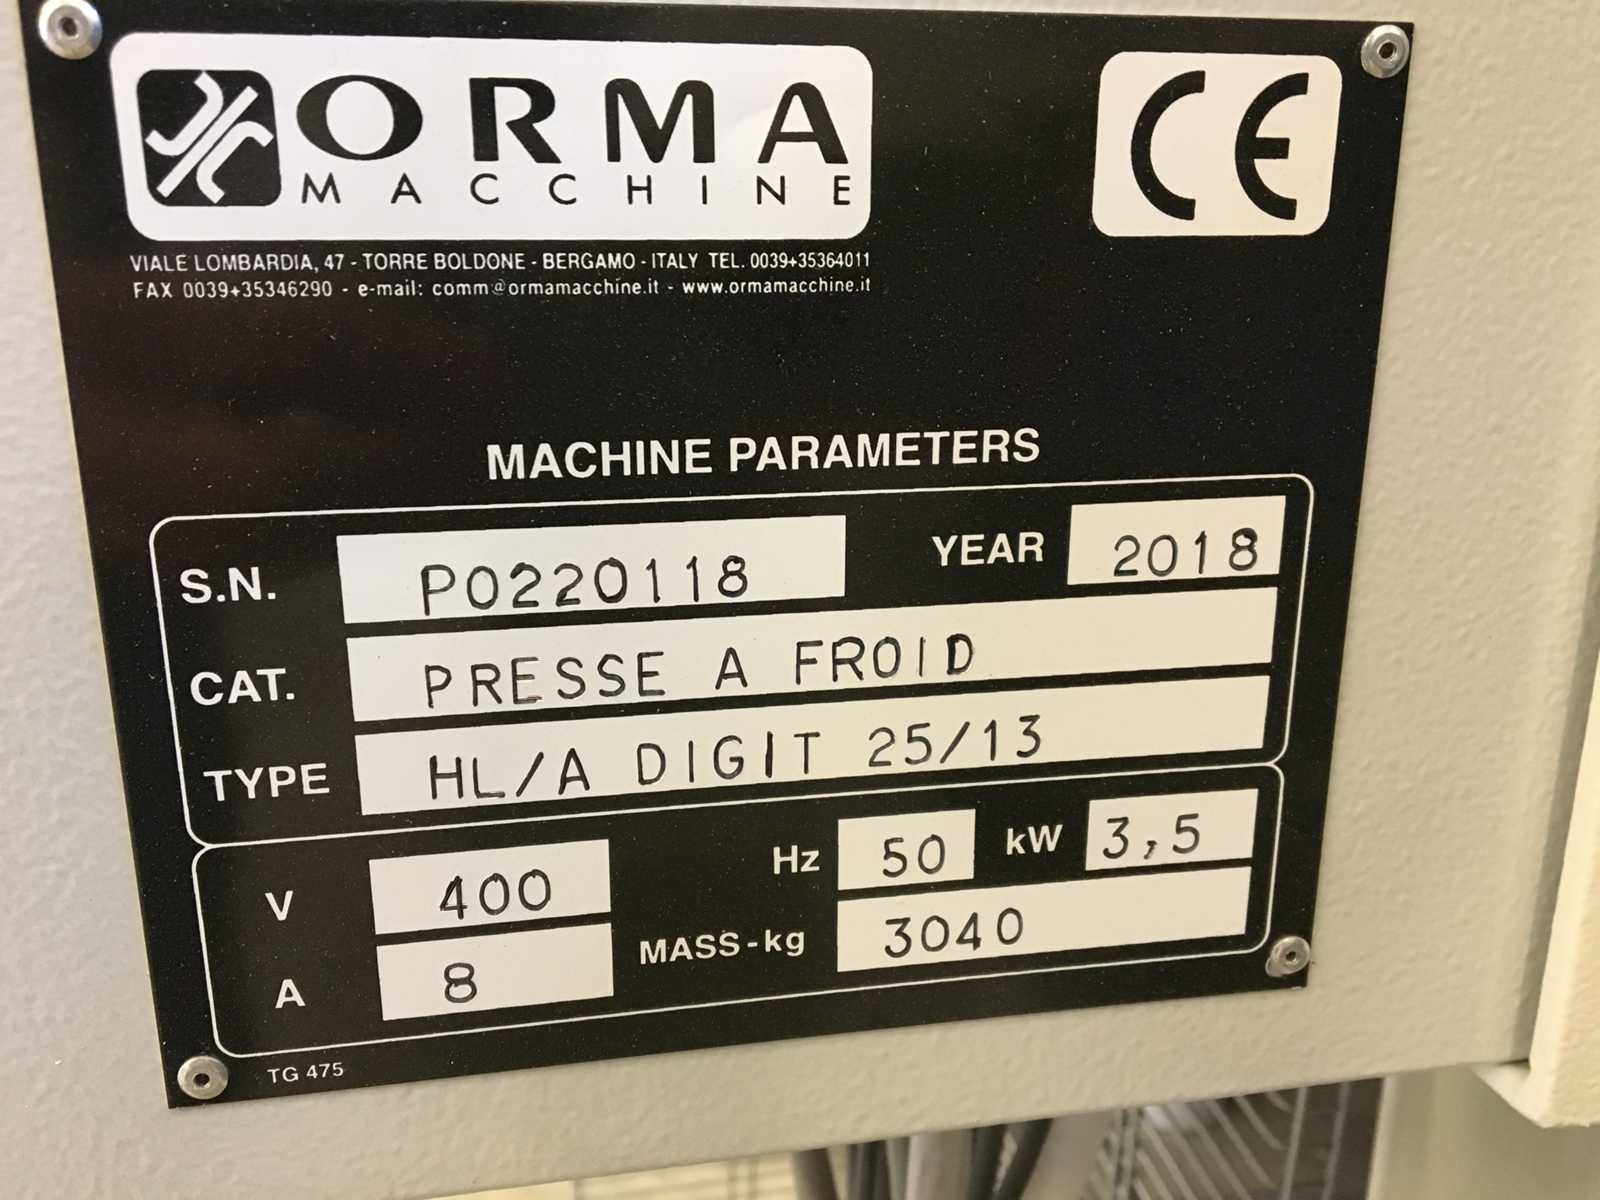 ORMA
MACCHINE
CE
VIALE LOMBARDIA, 47 - TORRE BOLDONE - BERGAMO - ITALY TEL. 0039+35364011
FAX 0039+35346290 - e-mail: comm@ormamacchine.it - www.ormamacchine.it
MACHINE PARAMETERS
S.N. P0220118 YEAR 2018
CAT. PRESSE A FROID
TYPE HL/A DIGIT 25/13
V 400 Hz 50 kW 3,5
A 8 MASS-kg 3040
TG 475